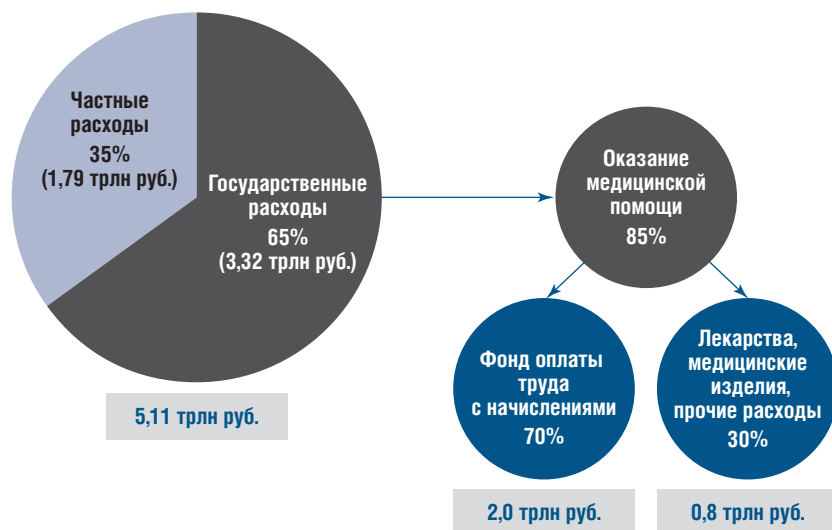 Частные
расходы
35%
(1,79 трлн руб.)
Государственные
расходы
65%
(3,32 трлн руб.)
5,11 трлн руб.
Оказание
медицинской
помощи
85%
Фонд оплаты
труда
с начислениями
70%
2,0 трлн руб.
Лекарства,
медицинские
изделия,
прочие расходы
30%
0,8 трлн руб.